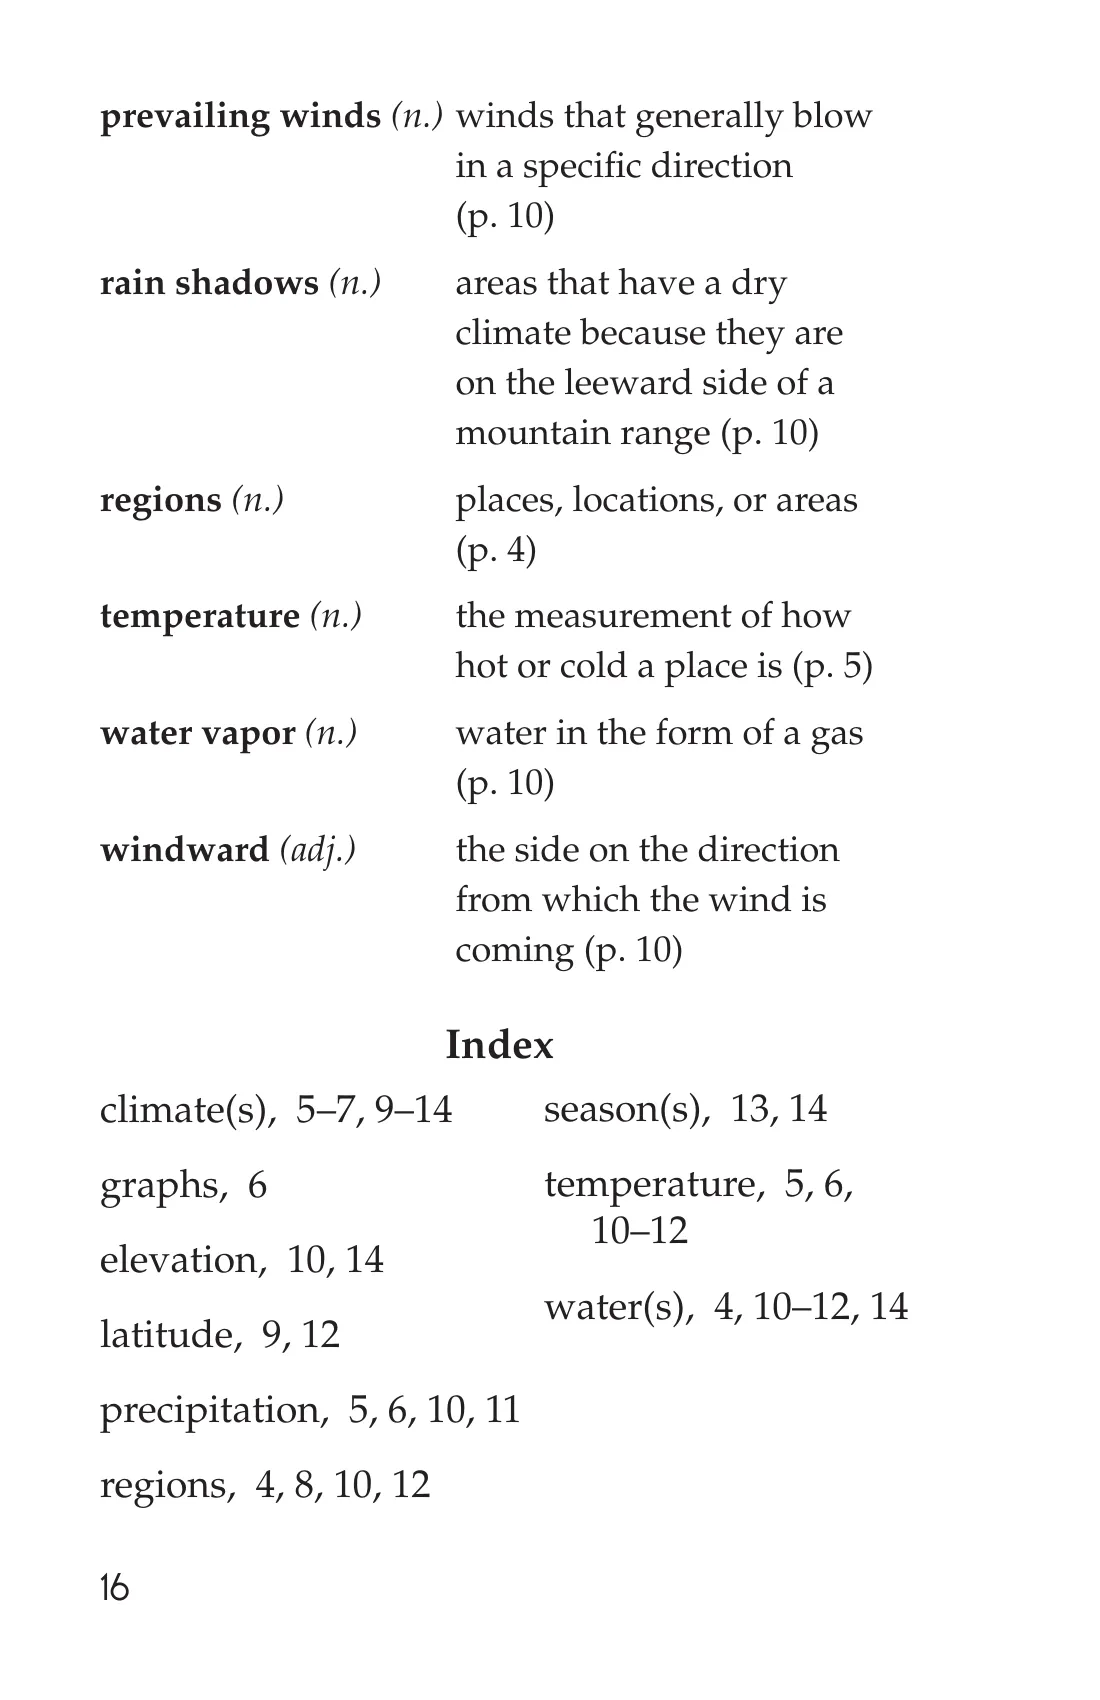 prevailing winds (n.) winds that generally blow
in a specific direction
(p. 10)
rain shadows (n.) areas that have a dry
climate because they are
on the leeward side of a
mountain range (p. 10)
regions (n.) places, locations, or areas
(p. 4)
temperature (n.) the measurement of how
hot or cold a place is (p. 5)
water vapor (n.) water in the form of a gas
(p. 10)
windward (adj.) the side on the direction
from which the wind is
coming (p. 10)
Index
climate(s), 5–7, 9–14
graphs, 6
elevation, 10, 14
latitude, 9, 12
precipitation, 5, 6, 10, 11
regions, 4, 8, 10, 12
season(s), 13, 14
temperature, 5, 6,
10–12
water(s), 4, 10–12, 14
16